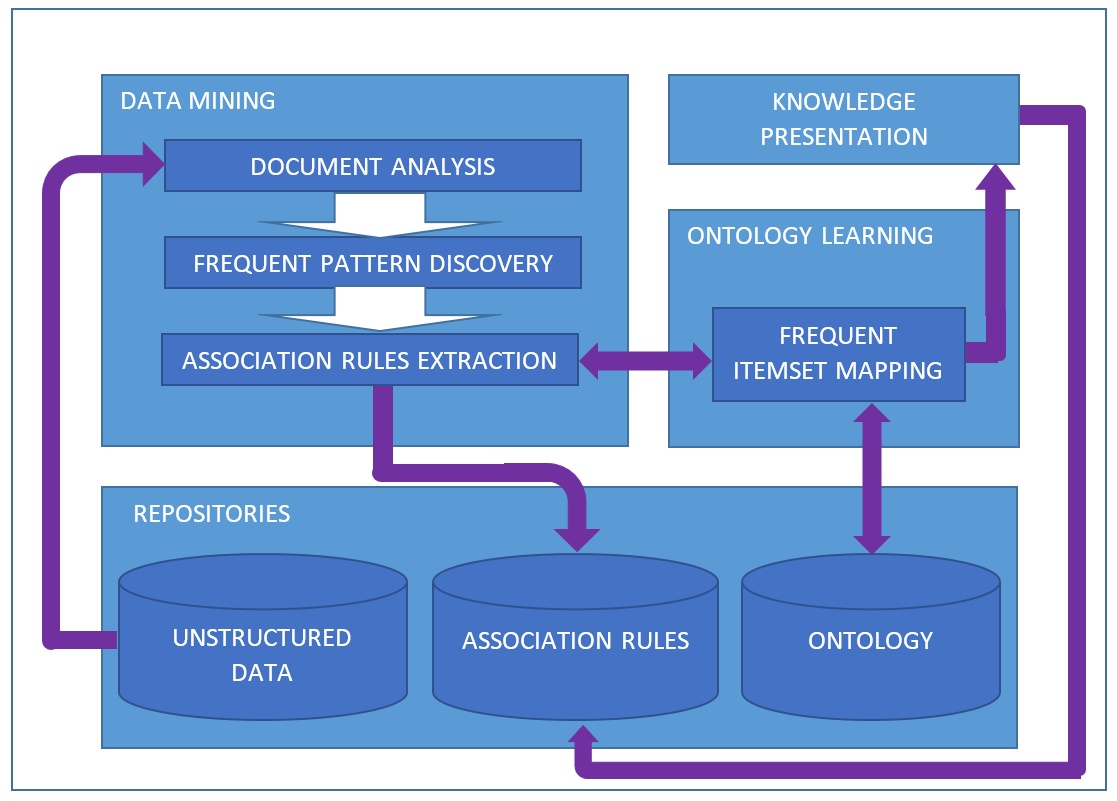 DATA MINING
DOCUMENT ANALYSIS
FREQUENT PATTERN DISCOVERY
ASSOCIATION RULES EXTRACTION
KNOWLEDGE
PRESENTATION
ONTOLOGY LEARNING
FREQUENT
ITEMSET MAPPING
REPOSITORIES
UNSTRUCTURED
DATA
ASSOCIATION RULES
ONTOLOGY